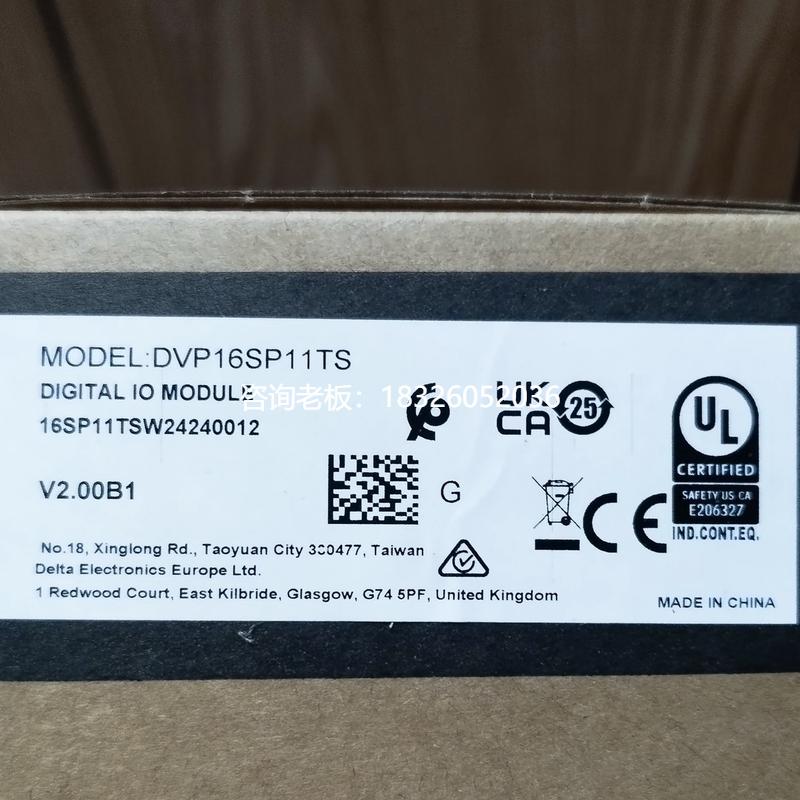 MODEL:DVP16SP11TS
DIGITAL IO MODULE
咨询老板：18326052036
16SP11TSW24240012
UK
CA
25
UL
CERTIFIED
SAFETY US CA
E206327
IND.CONT.EQ.
V2.00B1
G
CE
No.18, Xinglong Rd., Taoyuan City 330477, Taiwan
Delta Electronics Europe Ltd.
1 Redwood Court, East Kilbride, Glasgow, G74 5PF, United Kingdom
MADE IN CHINA